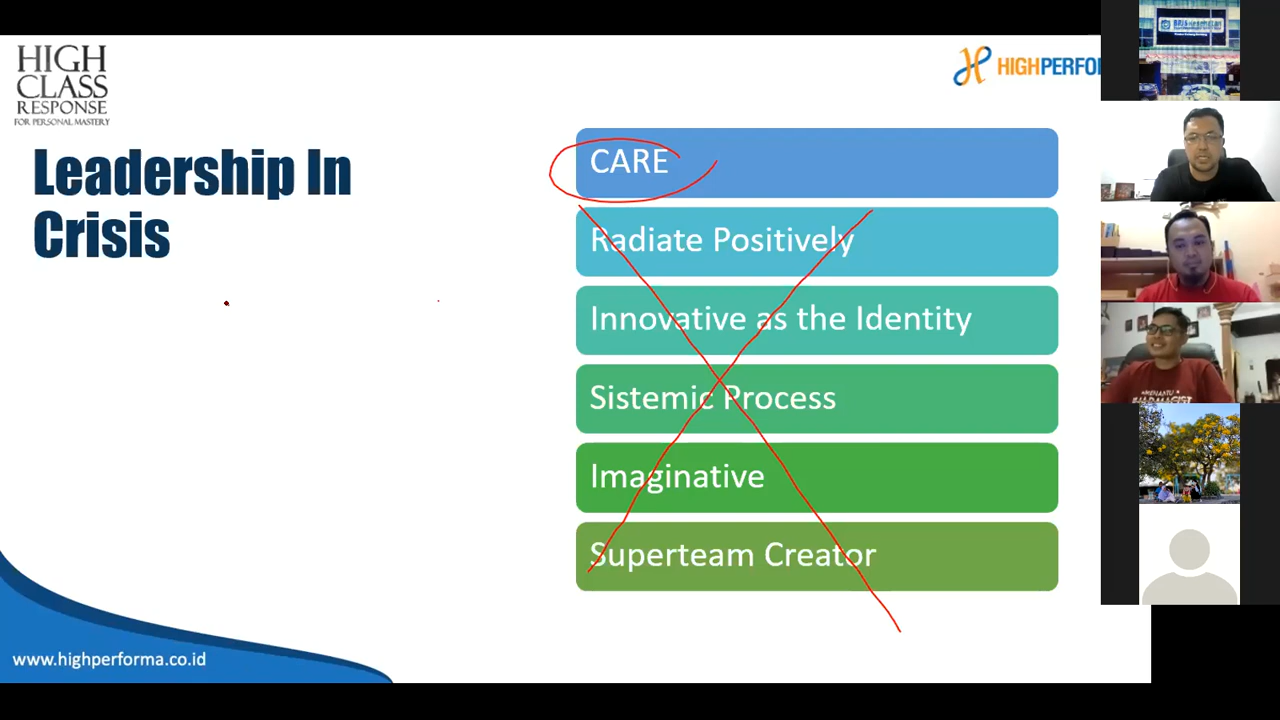 HIGH
CLASS
RESPONSE
FOR PERSONAL MASTERY
HIGHPERFO
Leadership In
Crisis
CARE
Radiate Positively
Innovative as the Identity
Sistemic Process
Imaginative
Superteam Creator
www.highperforma.co.id